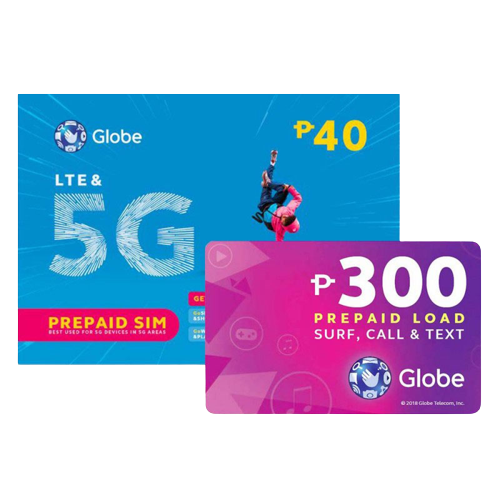 Globe
₱40
LTE &
5G
PREPAID SIM
BEST USED FOR 5G DEVICES IN 5G AREAS
₱300
PREPAID LOAD
SURF, CALL & TEXT
Globe
© 2018 Globe Telecom, Inc.